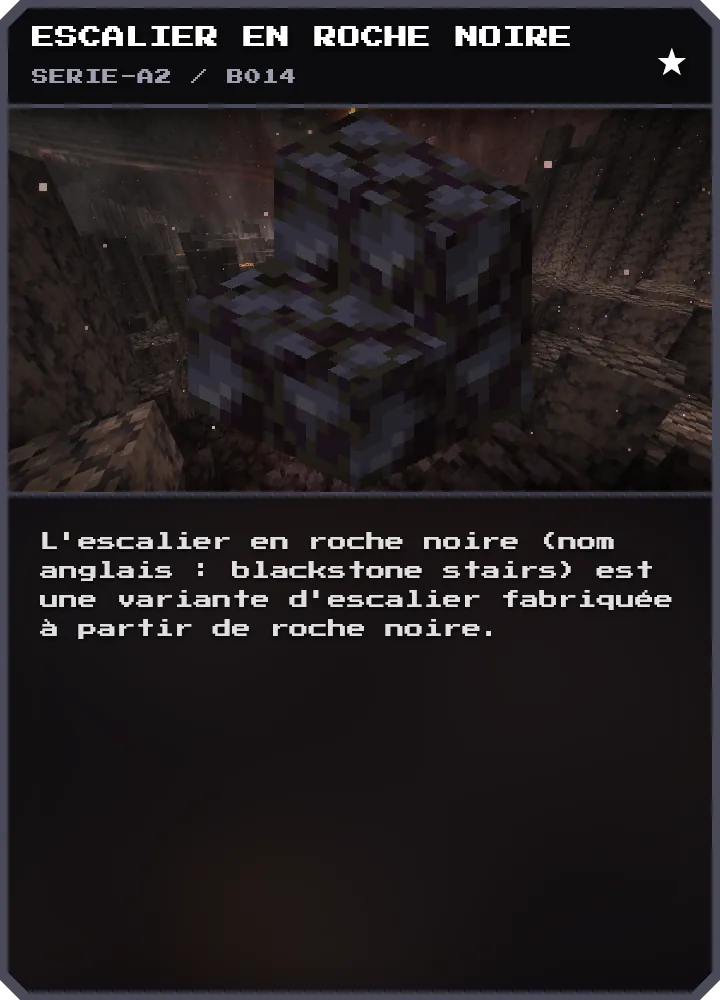 ESCALIER EN ROCHE NOIRE
SERIE-A2 / B014
L'escalier en roche noire (nom
anglais : blackstone stairs) est
une variante d'escalier fabriquée
à partir de roche noire.